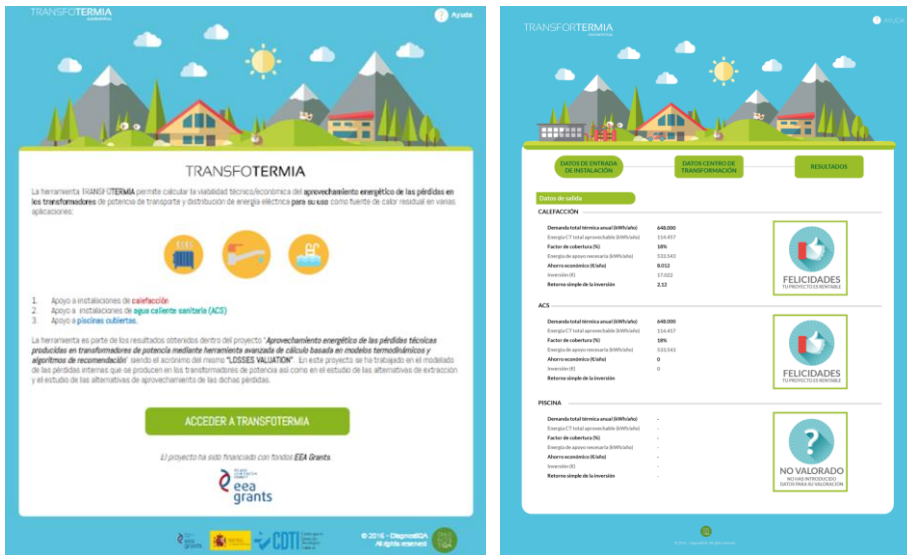 TRANSFOTERMIA
Ayuda
TRANSFOTERMIA
La herramienta TRANSFOTERMIA permite calcular la viabilidad técnico/económica del aprovechamiento energético de las pérdidas en
los transformadores de potencia de transporte y distribución de energía eléctrica para su uso como fuente de calor residual en varias
aplicaciones:
1. Apoyo a instalaciones de calefacción
2. Apoyo a instalaciones de agua caliente sanitaria (ACS)
3. Apoyo a piscinas cubiertas.
La herramienta es parte de los resultados obtenidos dentro del proyecto "Aprovechamiento energético de las pérdidas técnicas
producidas en transformadores de potencia mediante herramienta avanzada de cálculo basada en modelos termodinámicos y
algoritmos de recomendación" siendo el acrónimo del mismo "LOSSES VALUATION". En este proyecto se ha trabajado en el modelado
de las pérdidas internas que se producen en los transformadores de potencia así como en el estudio de las alternativas de extracción
y el estudio de las alternativas de aprovechamiento de las dichas pérdidas.
ACCEDER A TRANSFOTERMIA
El proyecto ha sido financiado con fondos EEA Grants.
eea
grants
eea
grants
CDTI
© 2016 - DiagnostiQA
All rights reserved
TRANSFORTERMIA
AYUDA
DATOS DE ENTRADA
DE INSTALACIÓN
DATOS CENTRO DE
TRANSFORMACIÓN
RESULTADOS
Datos de salida
CALEFACCIÓN
Demanda total térmica anual (kWh/año) 648.000
Energía CT total aprovechable (kWh/año) 114.457
Factor de cobertura (%) 18%
Energía de apoyo necesaria (kWh/año) 533.543
Ahorro económico (€/año) 8.012
Inversión (€) 17.022
Retorno simple de la inversión 2,12
FELICIDADES
TU PROYECTO ES RENTABLE
ACS
Demanda total térmica anual (kWh/año) 648.000
Energía CT total aprovechable (kWh/año) 114.457
Factor de cobertura (%) 18%
Energía de apoyo necesaria (kWh/año) 533.543
Ahorro económico (€/año) 0
Inversión (€) 0
Retorno simple de la inversión
FELICIDADES
TU PROYECTO ES RENTABLE
PISCINA
Demanda total térmica anual (kWh/año) -
Energía CT total aprovechable (kWh/año) -
Factor de cobertura (%) -
Energía de apoyo necesaria (kWh/año) -
Ahorro económico (€/año) -
Inversión (€) -
Retorno simple de la inversión -
NO VALORADO
NO HAS INTRODUCIDO
DATOS PARA SU VALORACIÓN